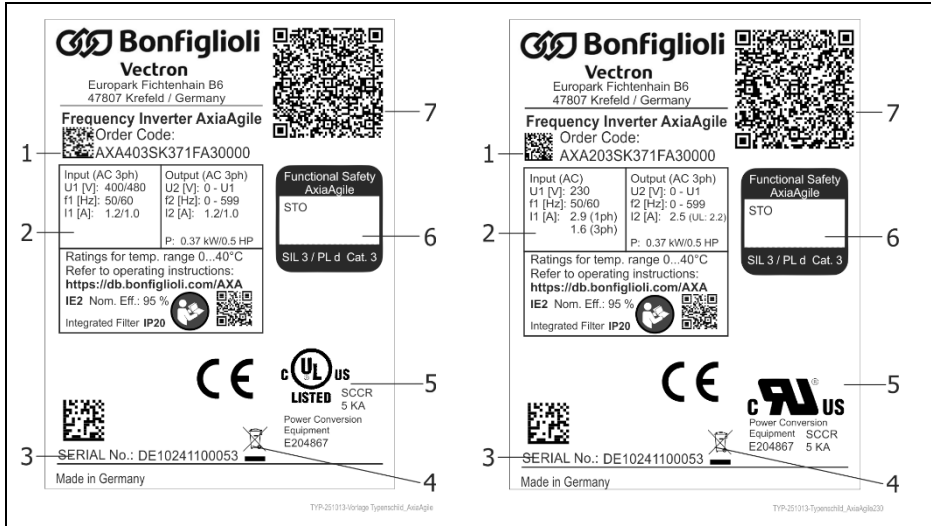 Bonfiglioli
Vectron
Europark Fichtenhain B6
47807 Krefeld / Germany
Frequency Inverter AxiaAgile
Order Code:
AXA403SK371FA30000
Input (AC 3ph)
U1 [V]: 400/480
f1 [Hz]: 50/60
I1 [A]: 1.2/1.0
Output (AC 3ph)
U2 [V]: 0 - U1
f2 [Hz]: 0 - 599
I2 [A]: 1.2/1.0
P: 0.37 kW/0.5 HP
Ratings for temp. range 0...40°C
Refer to operating instructions:
https://db.bonfiglioli.com/AXA
IE2 Nom. Eff.: 95 %
Integrated Filter IP20
Functional Safety
AxiaAgile
STO
SIL 3 / PL d Cat. 3
CE
C UL US
LISTED
SCCR
5 KA
Power Conversion
Equipment
E204867
SERIAL No.: DE10241100053
Made in Germany
TYP-251013-Vorlage Typenschild_AxiaAgile
1
2
3
4
5
6
7
Bonfiglioli
Vectron
Europark Fichtenhain B6
47807 Krefeld / Germany
Frequency Inverter AxiaAgile
Order Code:
AXA203SK371FA30000
Input (AC)
U1 [V]: 230
f1 [Hz]: 50/60
I1 [A]: 2.9 (1ph)
1.6 (3ph)
Output (AC 3ph)
U2 [V]: 0 - U1
f2 [Hz]: 0 - 599
I2 [A]: 2.5 (UL: 2.2)
P: 0.37 kW/0.5 HP
Ratings for temp. range 0...40°C
Refer to operating instructions:
https://db.bonfiglioli.com/AXA
IE2 Nom. Eff.: 95 %
Integrated Filter IP20
Functional Safety
AxiaAgile
STO
SIL 3 / PL d Cat. 3
CE
C RU US
®
Power Conversion
Equipment
E204867
SCCR
5 KA
SERIAL No.: DE10241100053
Made in Germany
TYP-251013-Typenschild_AxiaAgile230
1
2
3
4
5
6
7